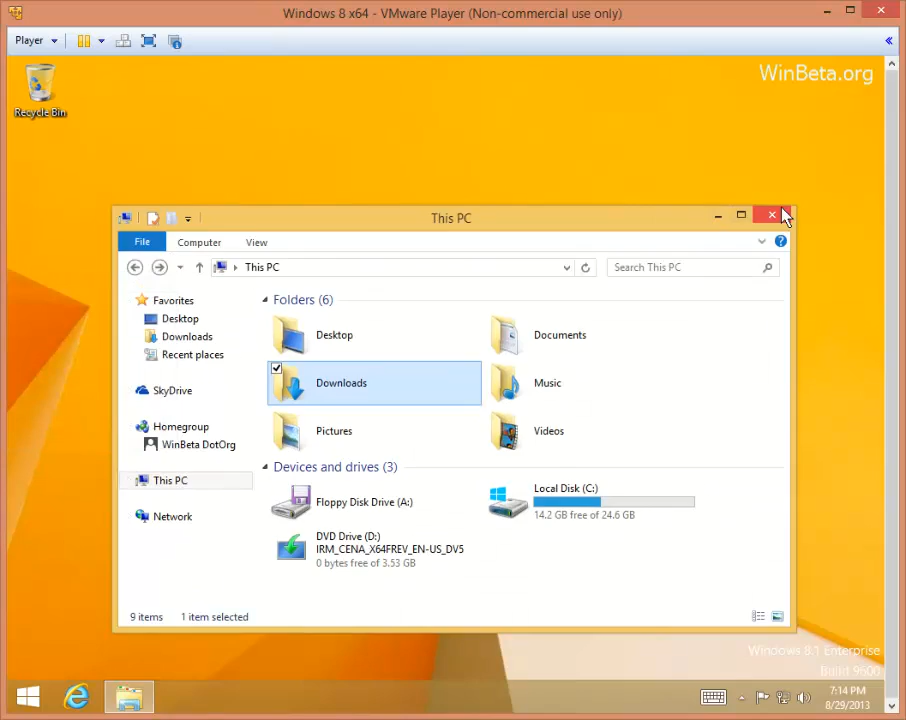 Windows 8 x64 - VMware Player (Non-commercial use only)
Player
WinBeta.org
Recycle Bin
This PC
File
Computer
View
This PC
Search This PC
Favorites
Desktop
Downloads
Recent places
SkyDrive
Homegroup
WinBeta DotOrg
This PC
Network
Folders (6)
Desktop
Documents
Downloads
Music
Pictures
Videos
Devices and drives (3)
Floppy Disk Drive (A:)
Local Disk (C:)
14.2 GB free of 24.6 GB
DVD Drive (D:)
IRM_CENA_X64FREV_EN-US_DV5
0 bytes free of 3.53 GB
9 items
1 item selected
Windows 8.1 Enterprise
Build 9600
7:14 PM
8/29/2013